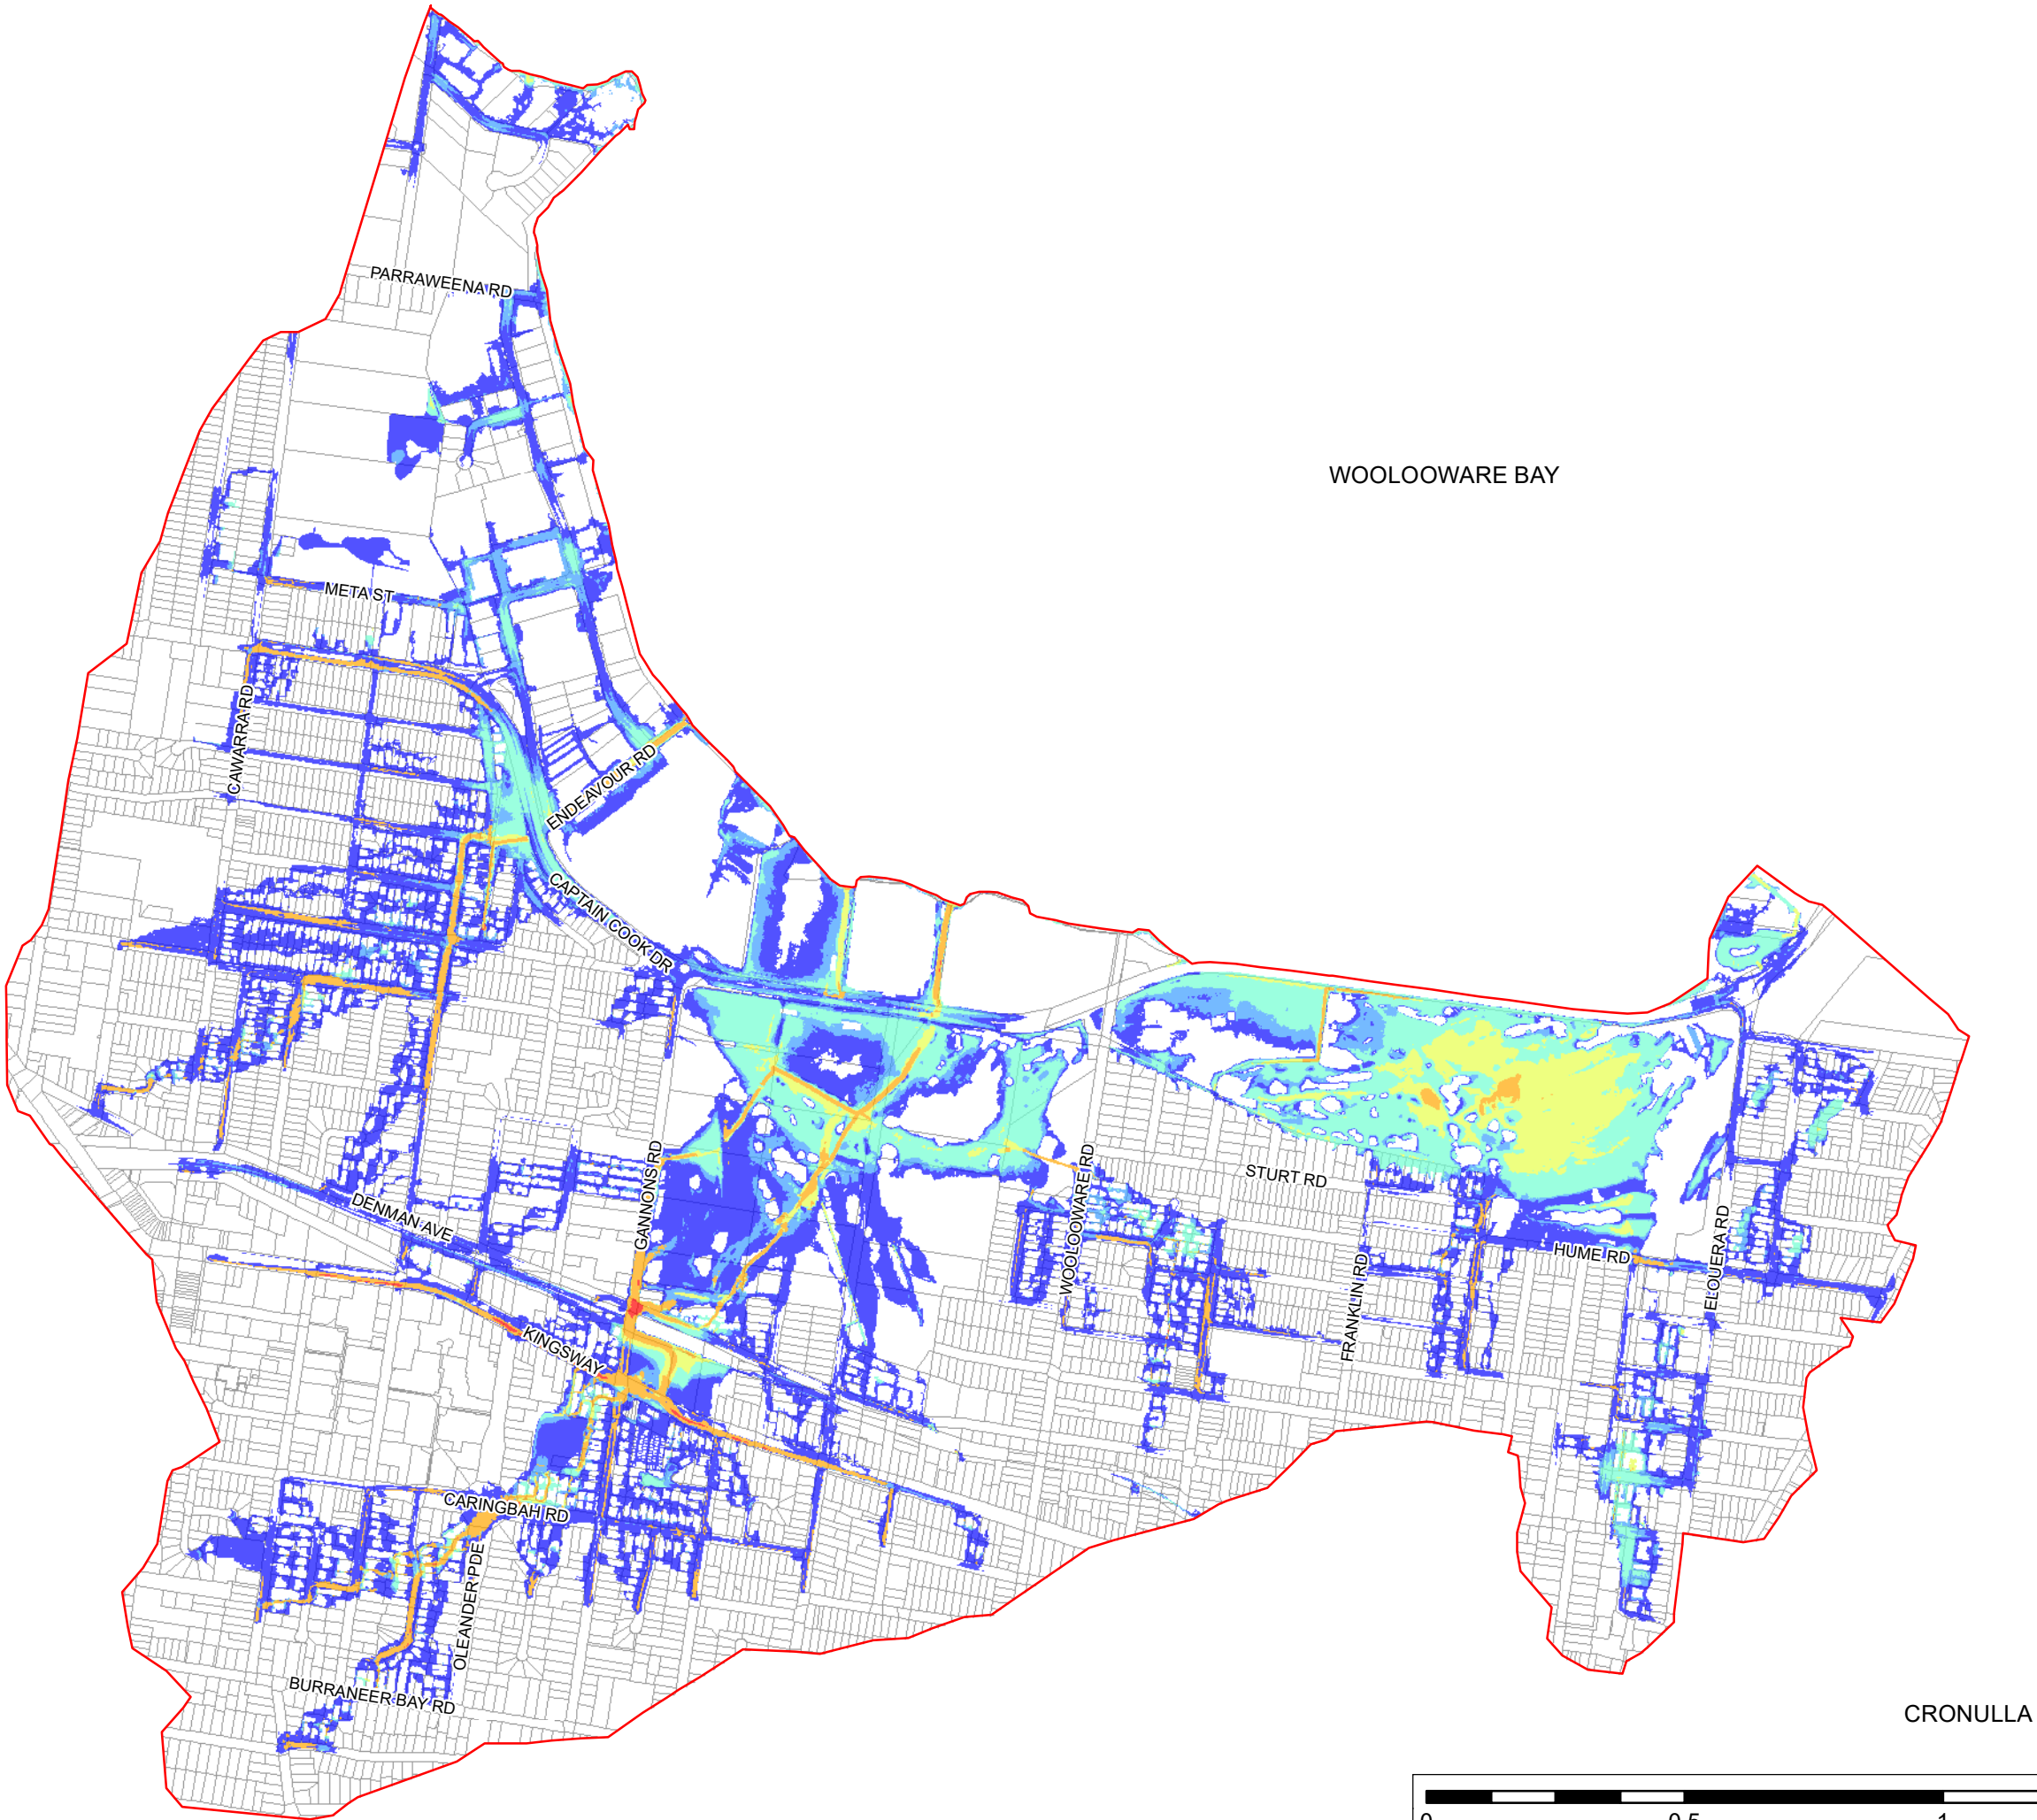 PARRAWEENA RD
WOOLOOWARE BAY
META ST
CAWARRA RD
ENDEAVOUR RD
CAPTAIN COOK DR
GANNONS RD
WOOLOOWARE RD
STURT RD
DENMAN AVE
ELOUERA RD
HUME RD
FRANKLIN RD
KINGSWAY
CARINGBAH RD
OLEANDER PDE
BURRANEER BAY RD
CRONULLA
0 0.5 1